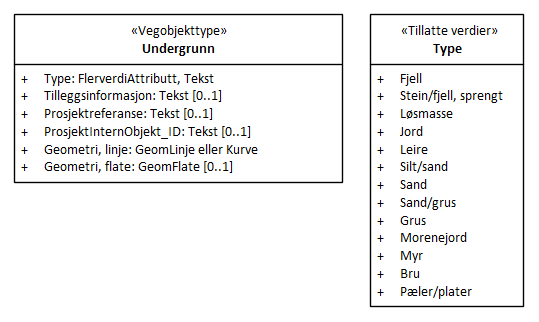 «Vegobjekttype»
Undergrunn
+ Type: FlerverdiAttributt, Tekst
+ Tilleggsinformasjon: Tekst [0..1]
+ Prosjektreferanse: Tekst [0..1]
+ ProsjektInternObjekt_ID: Tekst [0..1]
+ Geometri, linje: GeomLinje eller Kurve
+ Geometri, flate: GeomFlate [0..1]
«Tillatte verdier»
Type
+ Fjell
+ Stein/fjell, sprengt
+ Løsmasse
+ Jord
+ Leire
+ Silt/sand
+ Sand
+ Sand/grus
+ Grus
+ Morenejord
+ Myr
+ Bru
+ Pæler/plater